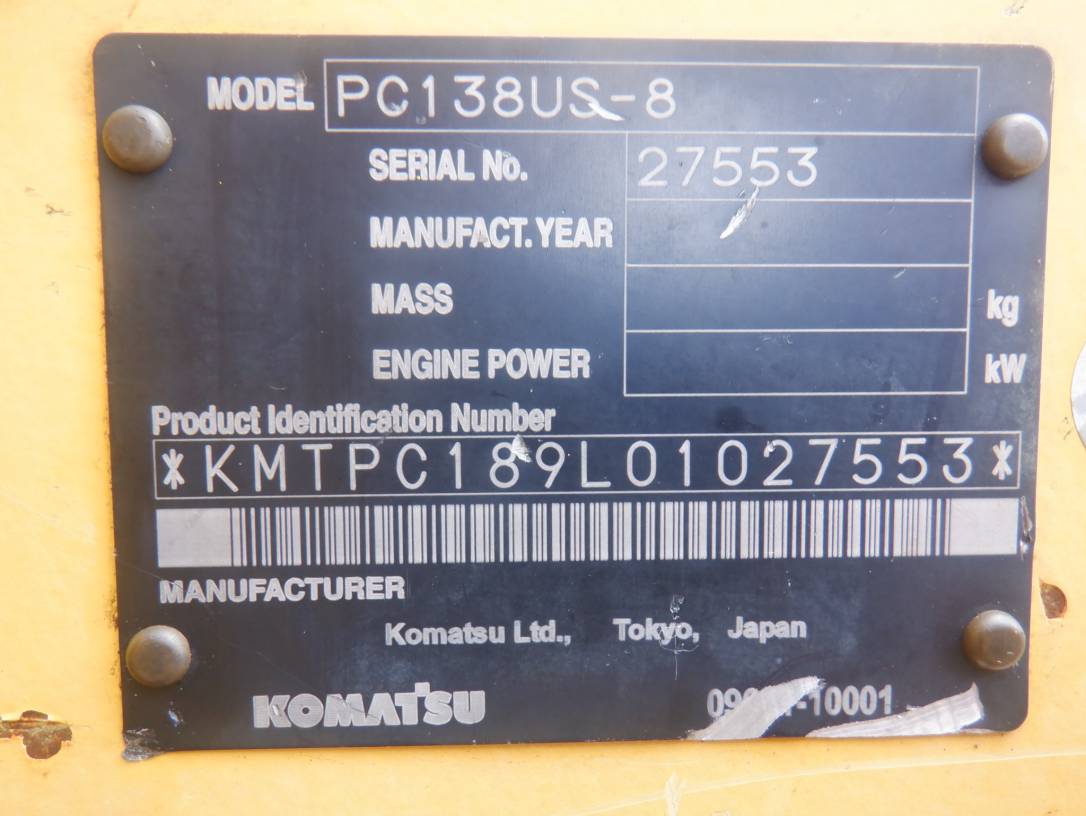 MODEL PC138US-8
SERIAL No. 27553
MANUFACT.YEAR
MASS kg
ENGINE POWER kW
Product Identification Number
*KMTPC189L01027553*
MANUFACTURER
Komatsu Ltd., Tokyo, Japan
KOMATSU